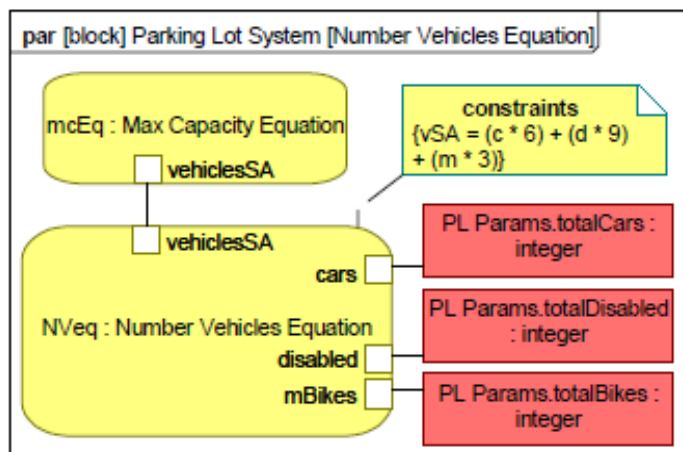 par [block] Parking Lot System [Number Vehicles Equation]
mcEq : Max Capacity Equation
vehiclesSA
constraints
{vSA = (c * 6) + (d * 9)
+ (m * 3)}
vehiclesSA
cars
NVeq : Number Vehicles Equation
disabled
mBikes
PL Params.totalCars :
integer
PL Params.totalDisabled
: integer
PL Params.totalBikes :
integer